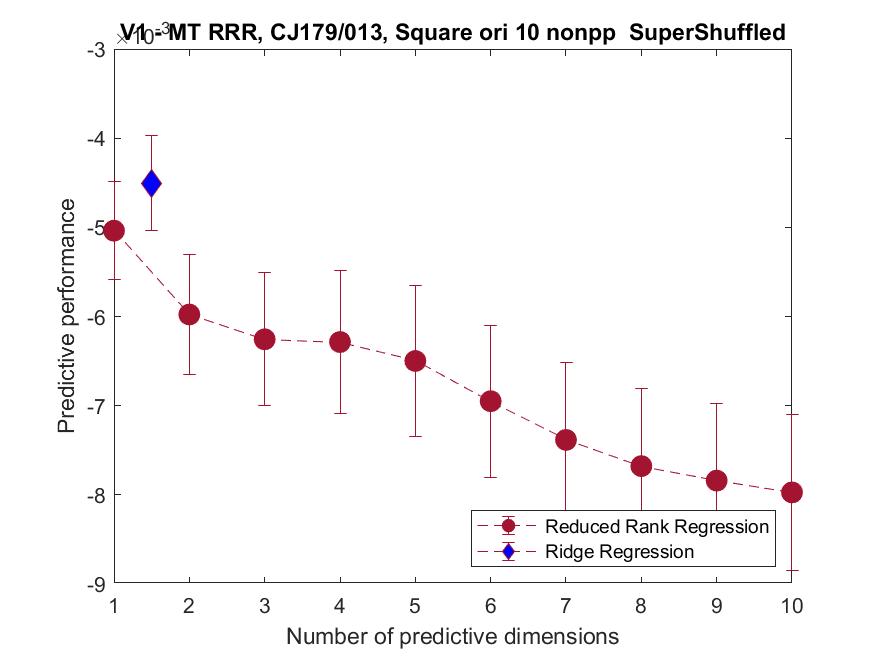 V1 - MT RRR, CJ179/013, Square ori 10 nonpp  SuperShuffled
×10-3
-3
-4
-5
-6
-7
-8
-9
Predictive performance
1 2 3 4 5 6 7 8 9 10
Number of predictive dimensions
Reduced Rank Regression
Ridge Regression